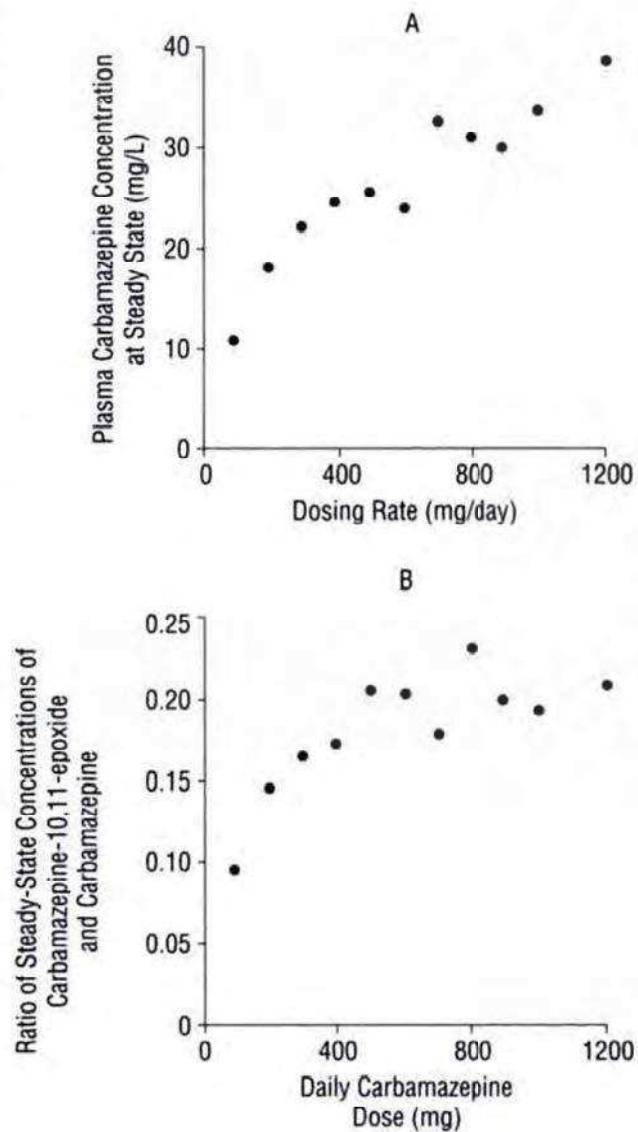 A
Plasma Carbamazepine Concentration
at Steady State (mg/L)
40
30
20
10
0
0
400
800
1200
Dosing Rate (mg/day)
B
Ratio of Steady-State Concentrations of
Carbamazepine-10,11-epoxide
and Carbamazepine
0.25
0.20
0.15
0.10
0.05
0
0
400
800
1200
Daily Carbamazepine
Dose (mg)